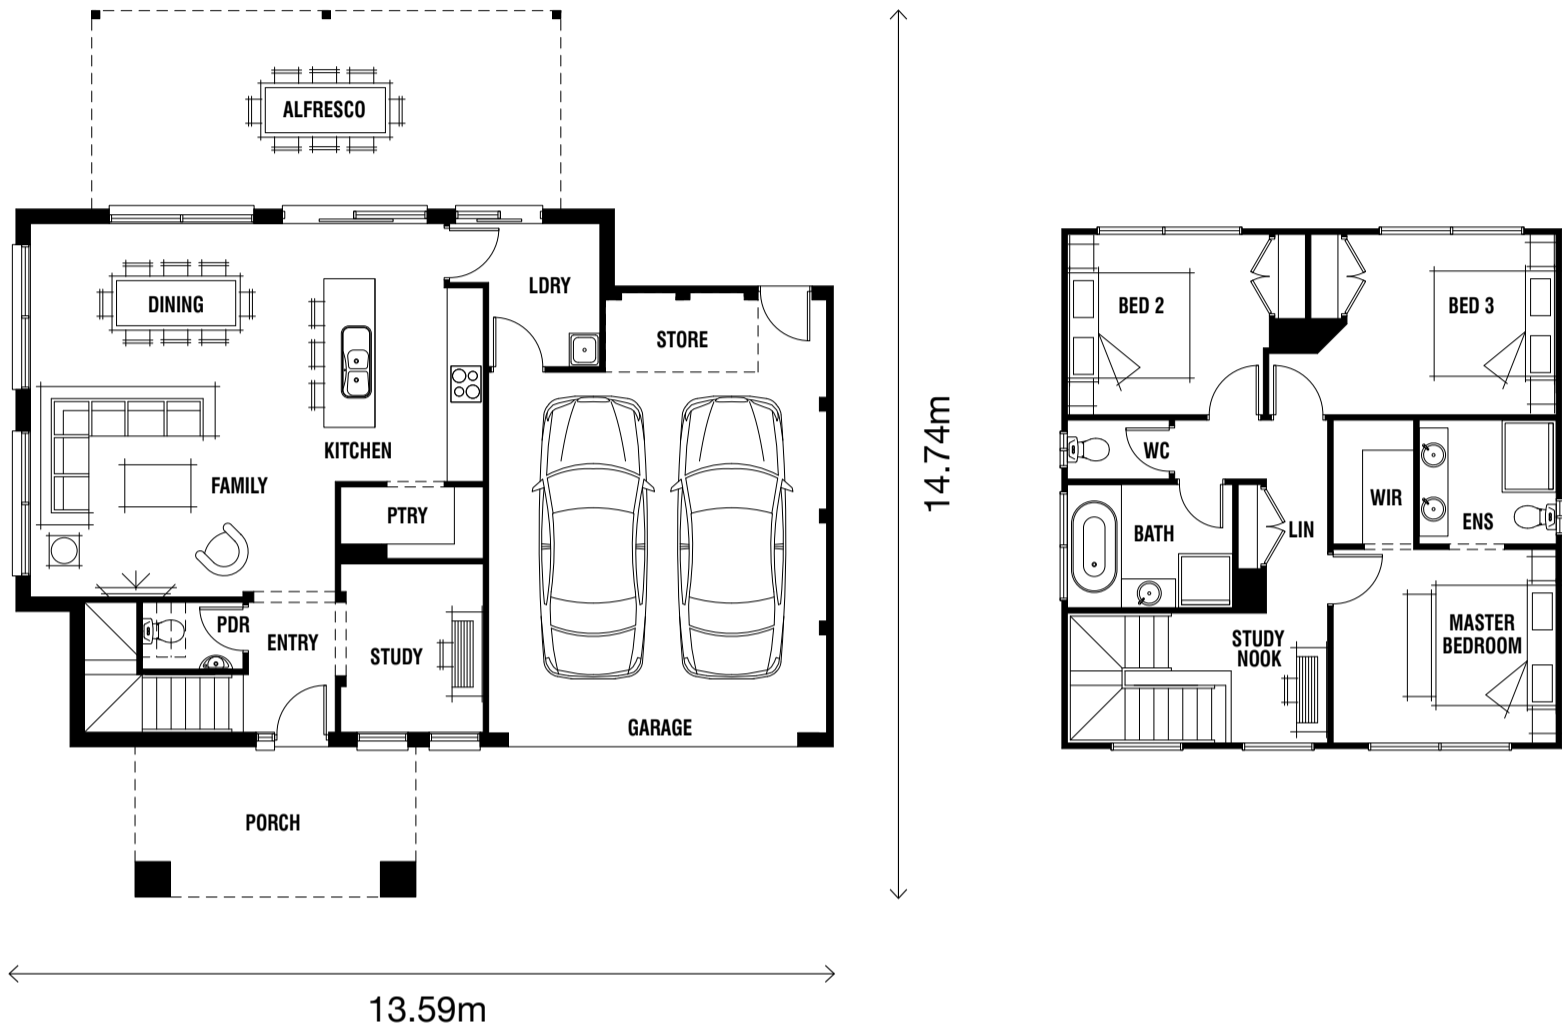 ALFRESCO
DINING
LDRY
STORE
KITCHEN
FAMILY
PTRY
PDR
ENTRY
STUDY
GARAGE
PORCH
13.59m
14.74m
BED 2
BED 3
WC
WIR
BATH
LIN
ENS
STUDY
NOOK
MASTER
BEDROOM